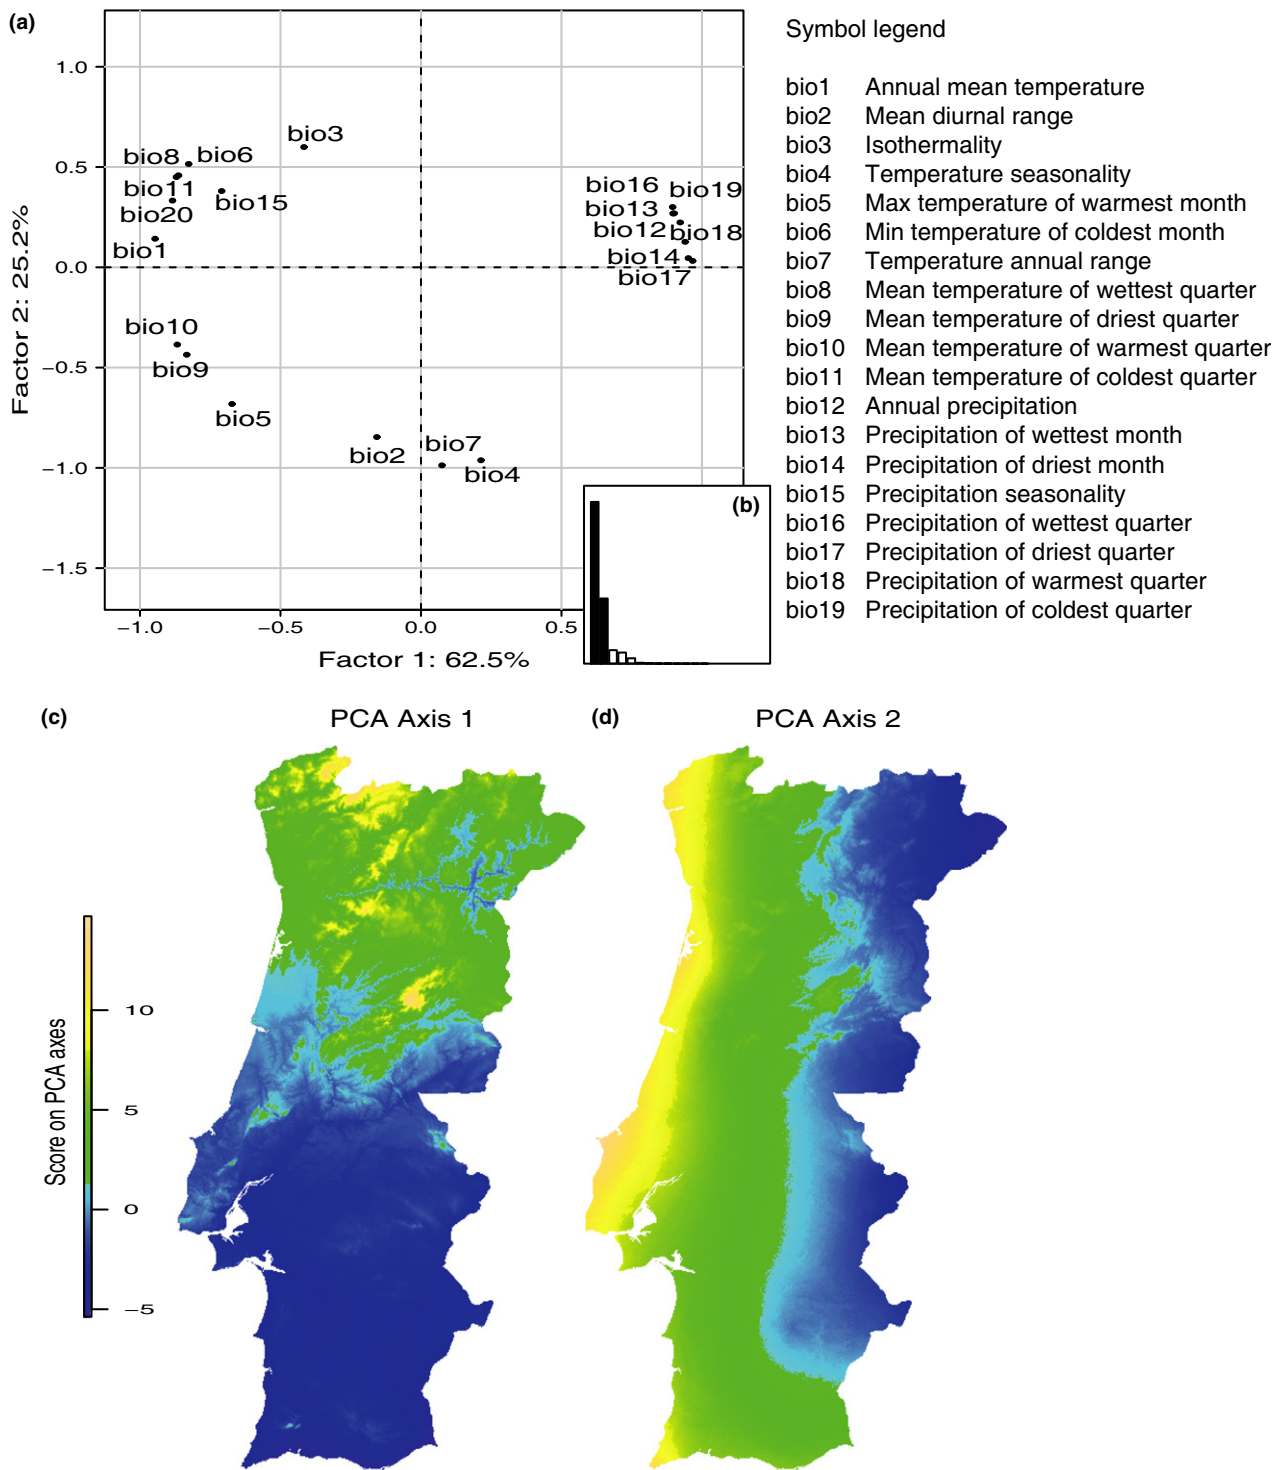 (a)
1.0
0.5
0.0
−0.5
−1.0
−1.5
Factor 2: 25.2%
bio3
bio8
bio6
bio11
bio15
bio20
bio1
bio16
bio19
bio13
bio12
bio18
bio14
bio17
bio10
bio9
bio5
bio2
bio7
bio4
−1.0
−0.5
0.0
0.5
Factor 1: 62.5%
(b)
Symbol legend
bio1 Annual mean temperature
bio2 Mean diurnal range
bio3 Isothermality
bio4 Temperature seasonality
bio5 Max temperature of warmest month
bio6 Min temperature of coldest month
bio7 Temperature annual range
bio8 Mean temperature of wettest quarter
bio9 Mean temperature of driest quarter
bio10 Mean temperature of warmest quarter
bio11 Mean temperature of coldest quarter
bio12 Annual precipitation
bio13 Precipitation of wettest month
bio14 Precipitation of driest month
bio15 Precipitation seasonality
bio16 Precipitation of wettest quarter
bio17 Precipitation of driest quarter
bio18 Precipitation of warmest quarter
bio19 Precipitation of coldest quarter
(c)
PCA Axis 1
(d)
PCA Axis 2
Score on PCA axes
10
5
0
−5